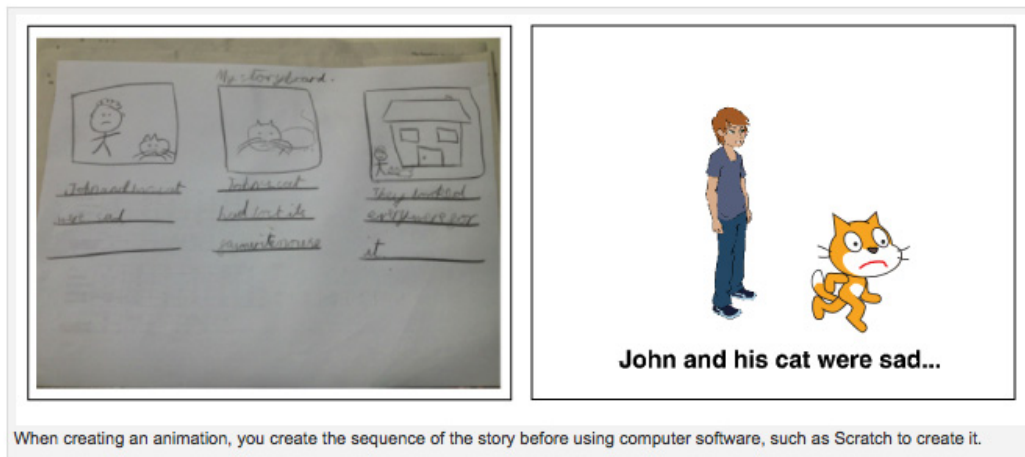 My storyboard.
John and his cat
were sad
John's cat
had lost its
favourite mouse
They looked
everywere for
it
John and his cat were sad...
When creating an animation, you create the sequence of the story before using computer software, such as Scratch to create it.